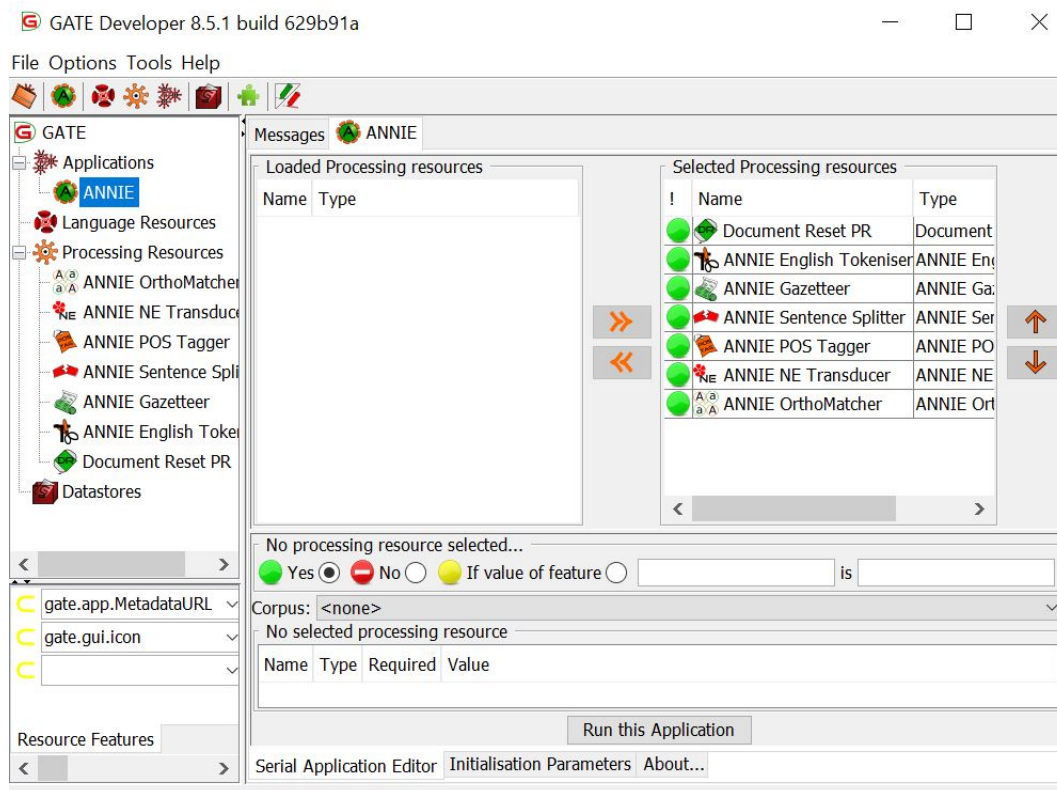 GATE Developer 8.5.1 build 629b91a
File Options Tools Help
GATE
Applications
ANNIE
Language Resources
Processing Resources
ANNIE OrthoMatcher
ANNIE NE Transduce
ANNIE POS Tagger
ANNIE Sentence Spli
ANNIE Gazetteer
ANNIE English Toke
Document Reset PR
Datastores
gate.app.MetadataURL
gate.gui.icon
Resource Features
Messages ANNIE
Loaded Processing resources
Name Type
Selected Processing resources
! Name Type
Document Reset PR Document
ANNIE English Tokeniser ANNIE Eng
ANNIE Gazetteer ANNIE Gaz
ANNIE Sentence Splitter ANNIE Sen
ANNIE POS Tagger ANNIE PO
ANNIE NE Transducer ANNIE NE
ANNIE OrthoMatcher ANNIE Ort
No processing resource selected...
Yes No If value of feature is
Corpus: <none>
No selected processing resource
Name Type Required Value
Run this Application
Serial Application Editor Initialisation Parameters About...